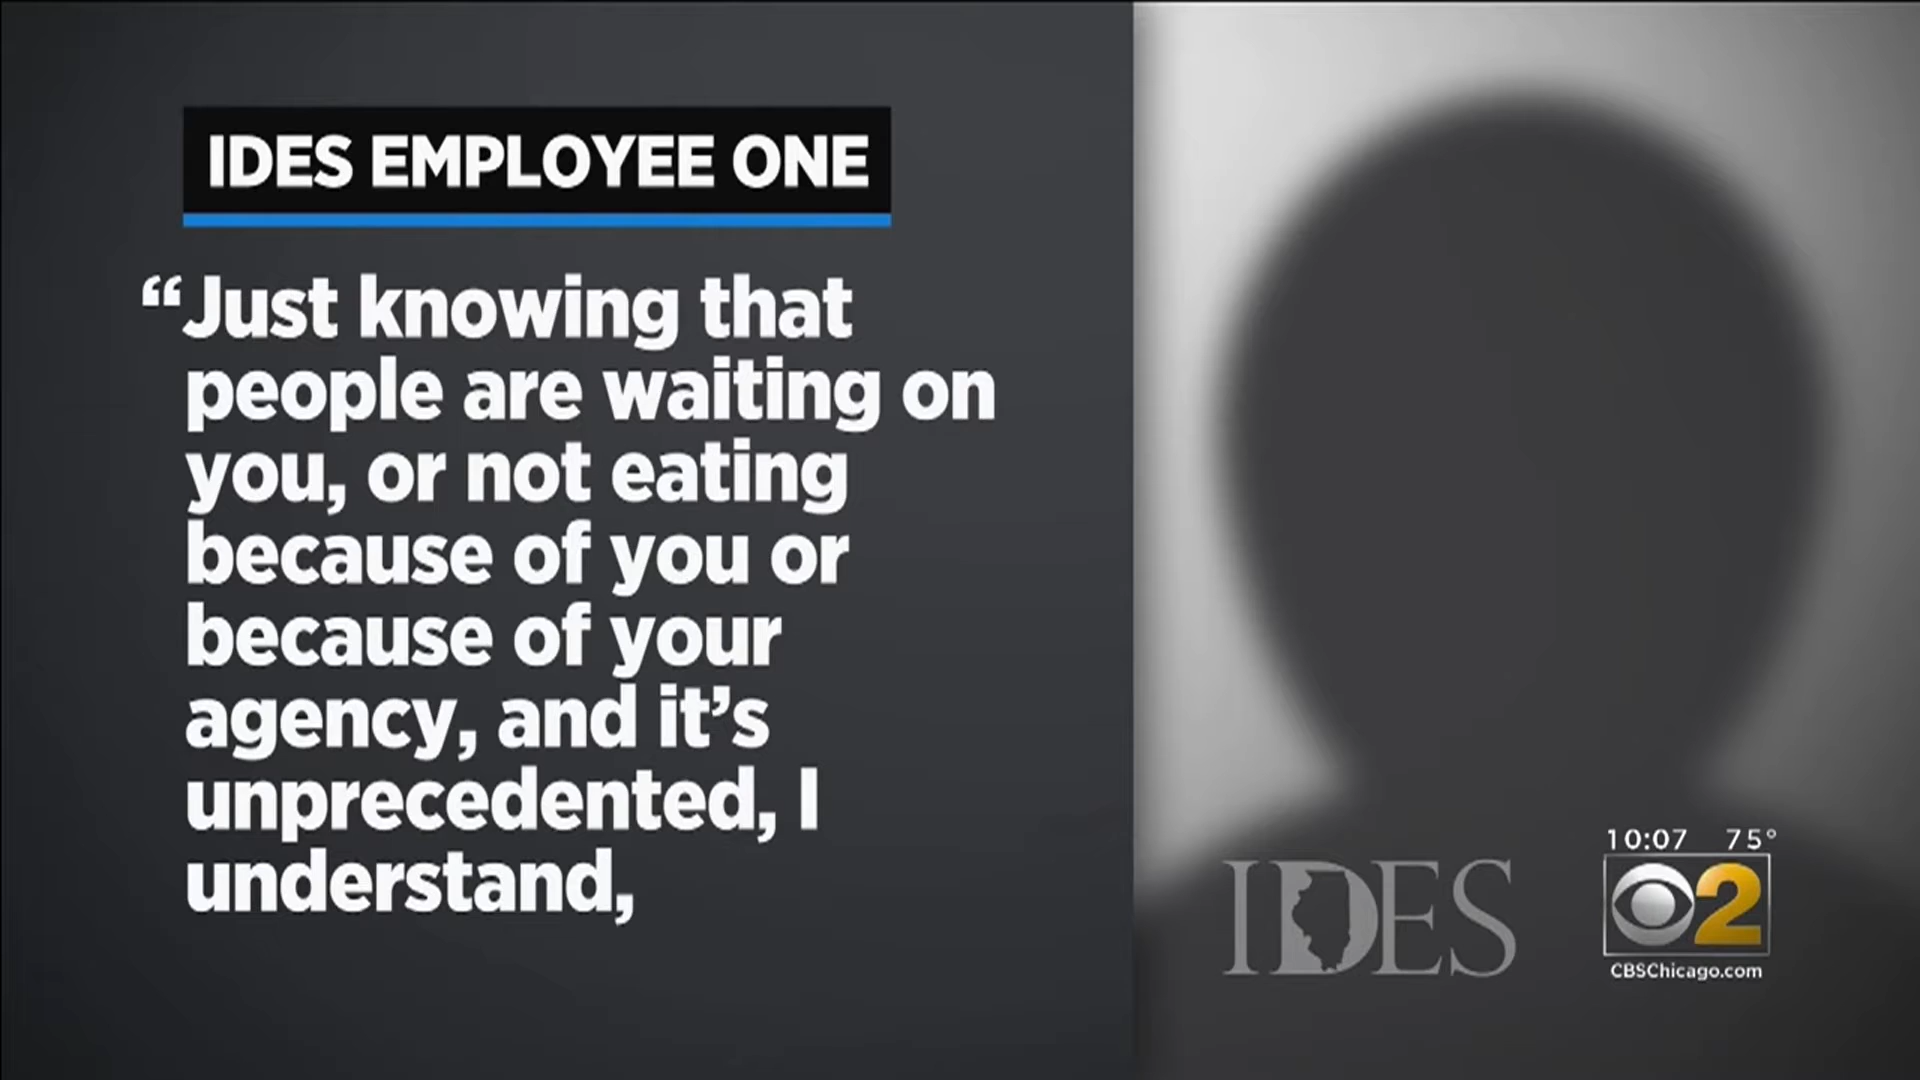 IDES EMPLOYEE ONE
“Just knowing that
people are waiting on
you, or not eating
because of you or
because of your
agency, and it’s
unprecedented, I
understand,
IDES
10:07 75°
2
CBSChicago.com